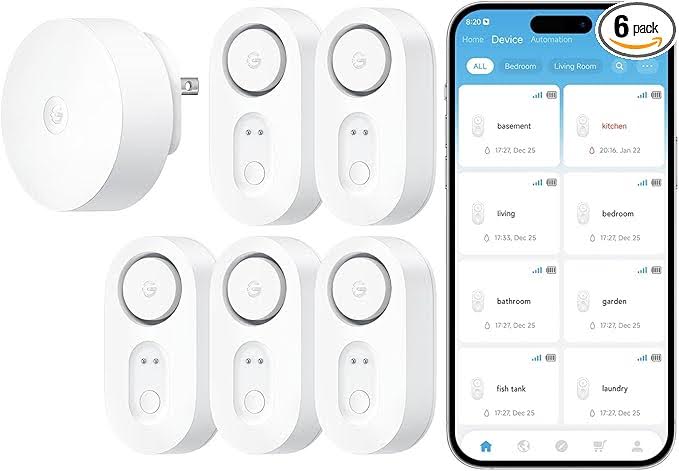 6 pack
8:20
Home Device Automation
ALL Bedroom Living Room
basement
17:27, Dec 25
kitchen
20:16, Jan 22
living
17:33, Dec 25
bedroom
17:27, Dec 25
bathroom
17:27, Dec 25
garden
17:27, Dec 25
fish tank
17:27, Dec 25
laundry
17:27, Dec 25